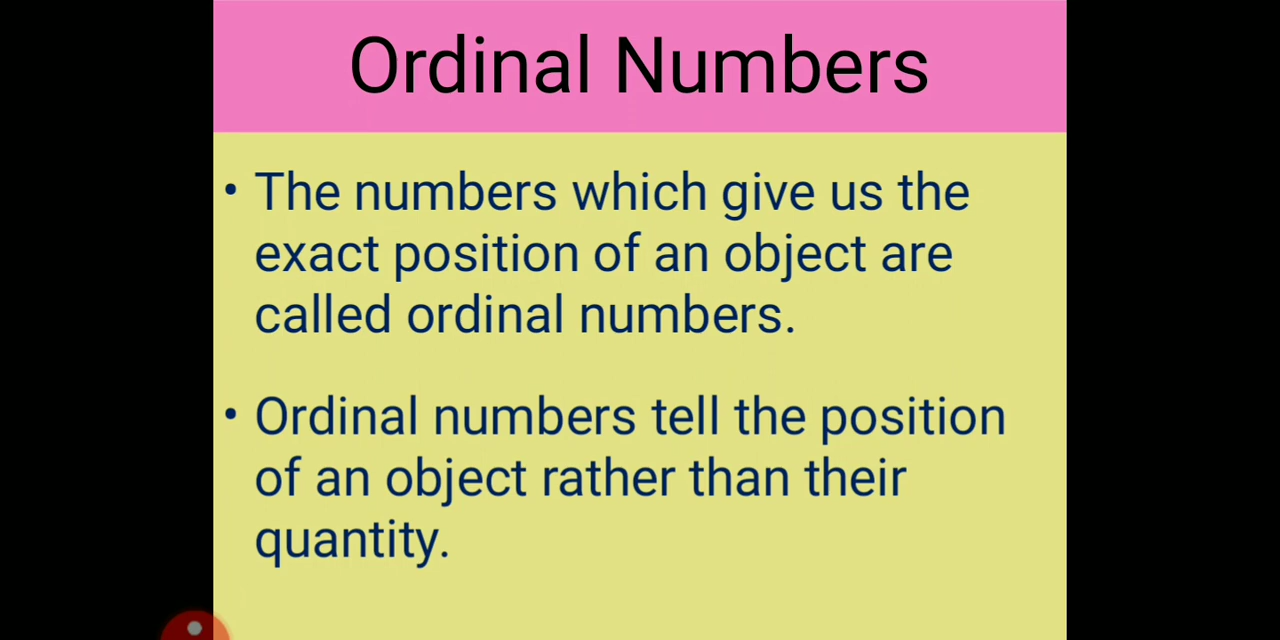 Ordinal Numbers
• The numbers which give us the
exact position of an object are
called ordinal numbers.
• Ordinal numbers tell the position
of an object rather than their
quantity.